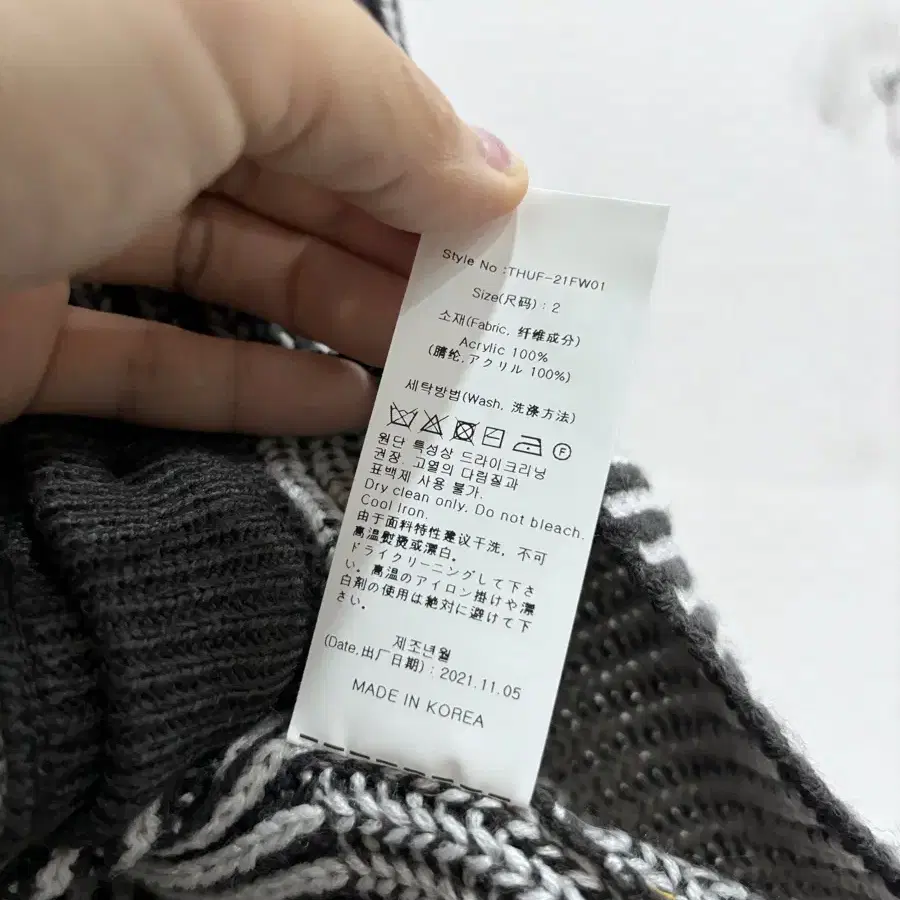 Style No :THUF-21FW01
Size(尺码) : 2
소재(Fabric, 纤维成分)
Acrylic 100%
(腈纶,アクリル 100%)
세탁방법(Wash, 洗涤方法)
F
원단 특성상 드라이크리닝
권장. 고열의 다림질과
표백제 사용 불가.
Dry clean only. Do not bleach.
Cool Iron.
由于面料特性建议干洗, 不可
高温熨烫或漂白。
ドライクリーニングして下さ
い。高温のアイロン掛けや漂
白剤の使用は絶対に避けて下
さい。
제조년월
(Date,出厂日期) : 2021.11.05
MADE IN KOREA